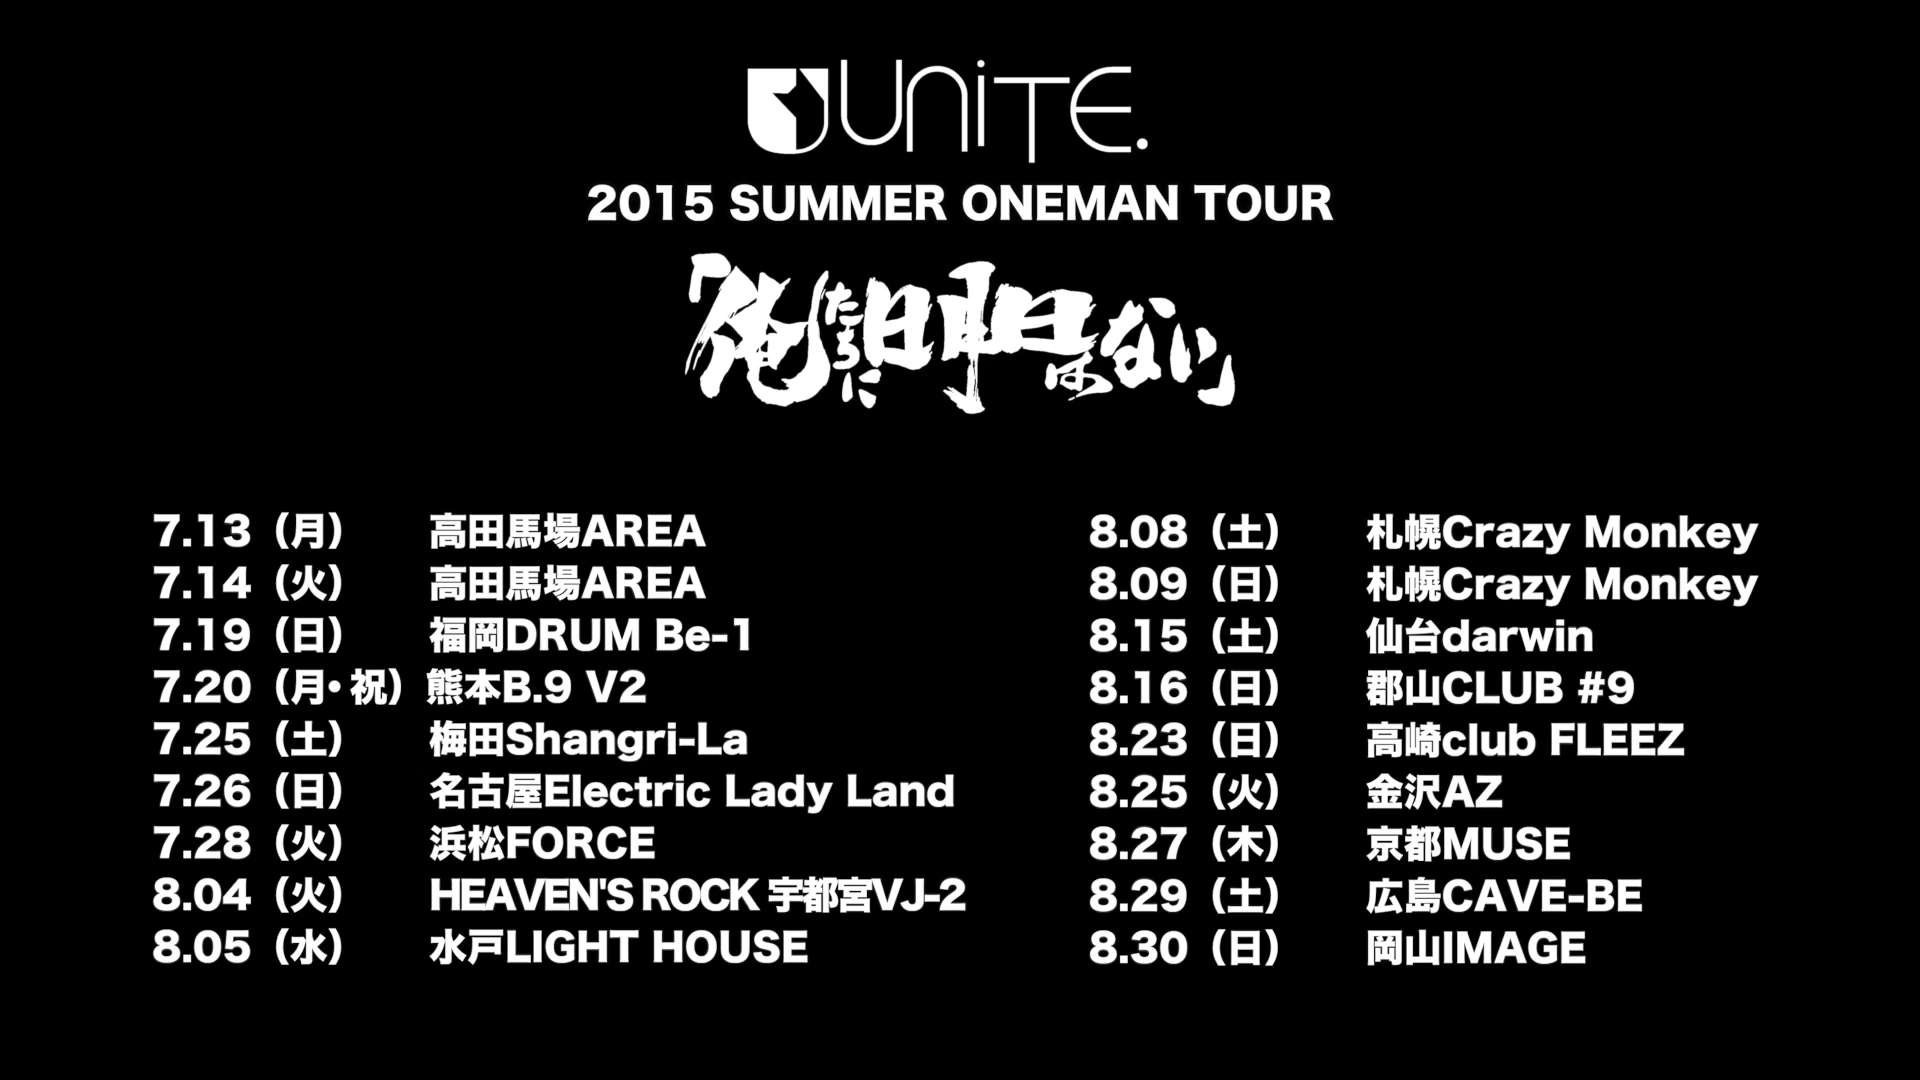 UNiTE.
2015 SUMMER ONEMAN TOUR
「俺たちに明日はない」
7.13（月） 高田馬場AREA
7.14（火） 高田馬場AREA
7.19（日） 福岡DRUM Be-1
7.20（月・祝）熊本B.9 V2
7.25（土） 梅田Shangri-La
7.26（日） 名古屋Electric Lady Land
7.28（火） 浜松FORCE
8.04（火） HEAVEN'S ROCK 宇都宮VJ-2
8.05（水） 水戸LIGHT HOUSE
8.08（土） 札幌Crazy Monkey
8.09（日） 札幌Crazy Monkey
8.15（土） 仙台darwin
8.16（日） 郡山CLUB #9
8.23（日） 高崎club FLEEZ
8.25（火） 金沢AZ
8.27（木） 京都MUSE
8.29（土） 広島CAVE-BE
8.30（日） 岡山IMAGE